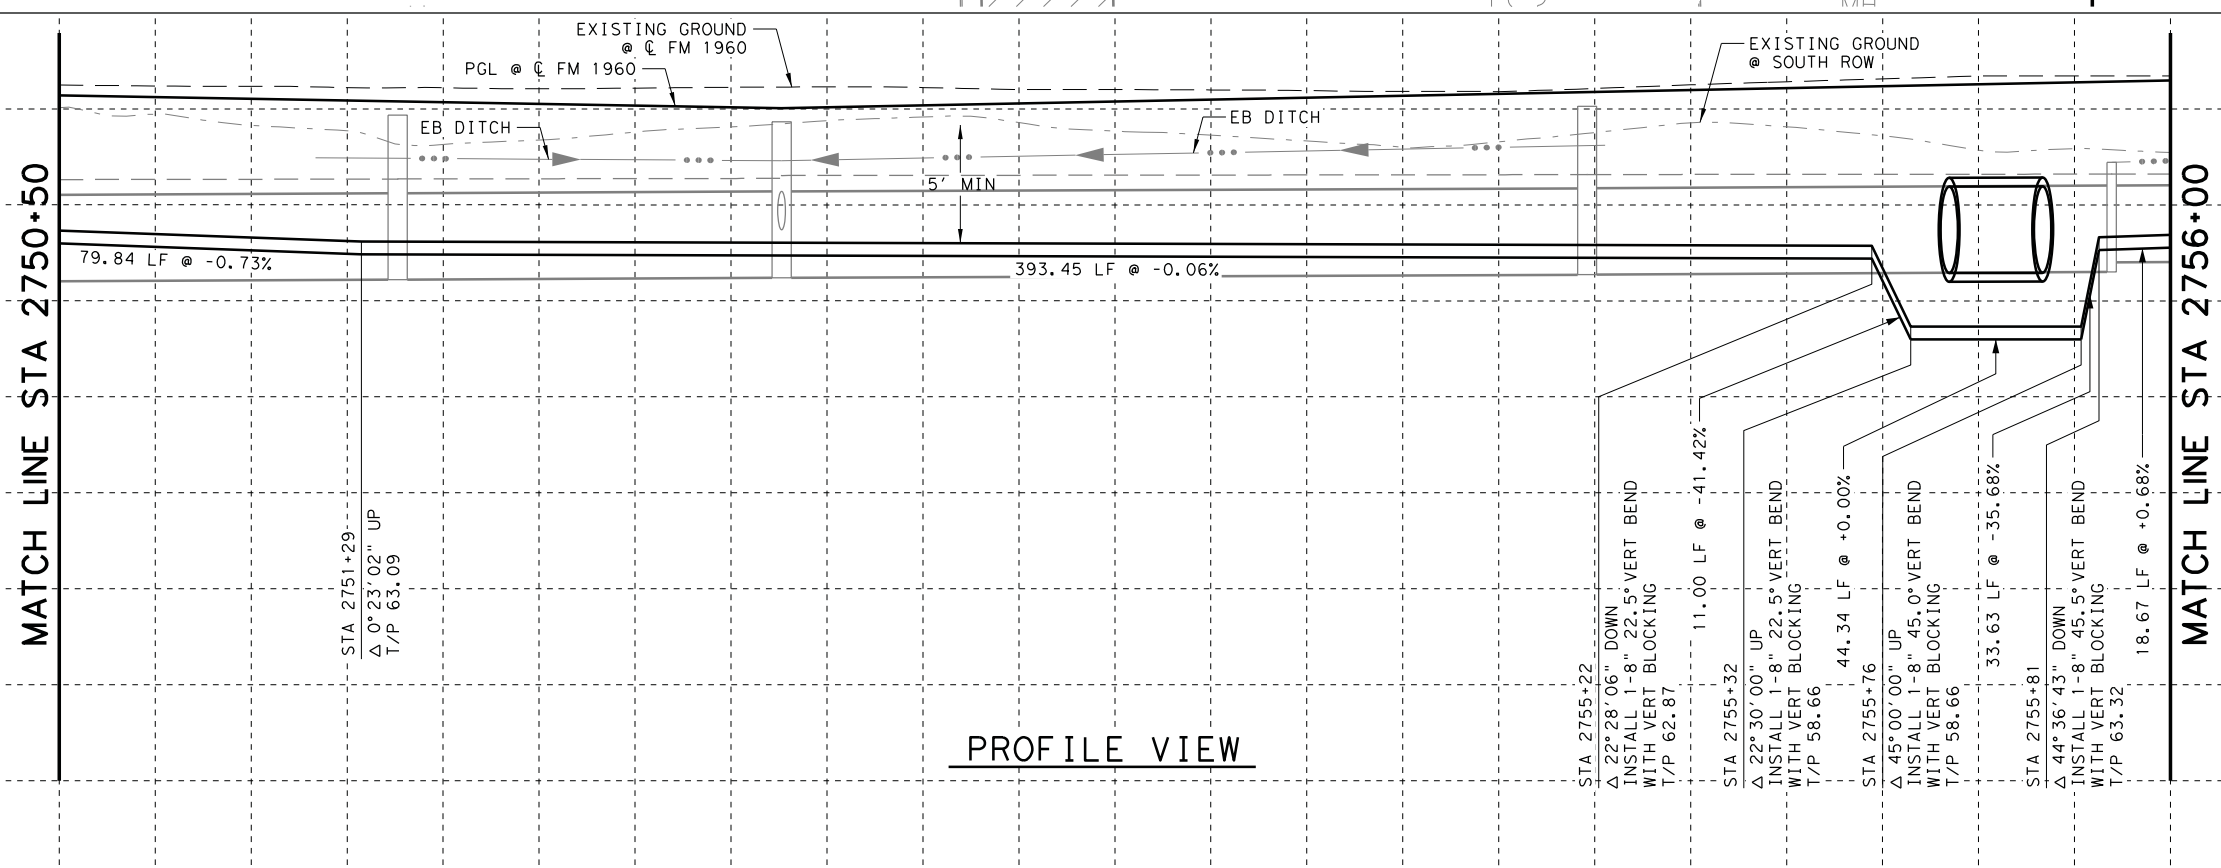 EXISTING GROUND
@ ℄ FM 1960
PGL @ ℄ FM 1960
EXISTING GROUND
@ SOUTH ROW
EB DITCH
EB DITCH
5' MIN
MATCH LINE STA 2750+50
79.84 LF @ -0.73%
393.45 LF @ -0.06%
STA 2751+29
Δ 0°23'02" UP
T/P 63.09
STA 2755+22
Δ 22°28'06" DOWN
INSTALL 1-8" 22.5° VERT BEND
WITH VERT BLOCKING
T/P 62.87
11.00 LF @ -41.42%
STA 2755+32
Δ 22°30'00" UP
INSTALL 1-8" 22.5° VERT BEND
WITH VERT BLOCKING
T/P 58.66
44.34 LF @ +0.00%
STA 2755+76
Δ 45°00'00" UP
INSTALL 1-8" 45.0° VERT BEND
WITH VERT BLOCKING
T/P 58.66
33.63 LF @ -35.68%
STA 2755+81
Δ 44°36'43" DOWN
INSTALL 1-8" 45.5° VERT BEND
WITH VERT BLOCKING
T/P 63.32
18.67 LF @ +0.68%
MATCH LINE STA 2756+00
PROFILE VIEW